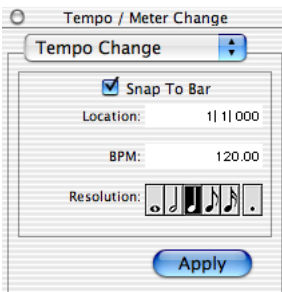 Tempo / Meter Change
Tempo Change
Snap To Bar
Location: 1| 1| 000
BPM: 120.00
Resolution:
Apply